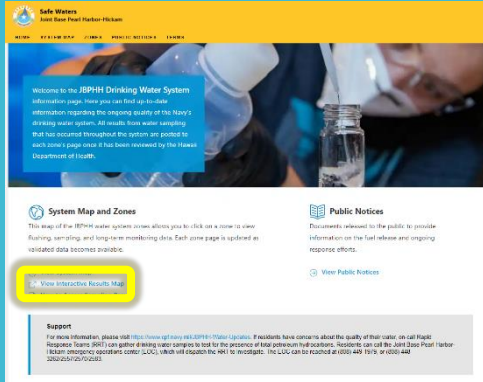 Safe Waters
Joint Base Pearl Harbor-Hickam
HOME SYSTEM MAP ZONES PUBLIC NOTICES TERMS
Welcome to the JBPHH Drinking Water System
information page. Here you can find up-to-date
information regarding the ongoing quality of the Navy's
drinking water system. All results from water sampling
that has occurred throughout the system are posted to
each zone's page once it has been reviewed by the Hawaii
Department of Health.
System Map and Zones
This map of the JBPHH water system zones allows you to click on a zone to view
flushing, sampling, and long-term monitoring data. Each zone page is updated as
validated data becomes available.
View Interactive Results Map
Public Notices
Documents released to the public to provide
information on the fuel release and ongoing
response efforts.
View Public Notices
Support
For more information, please visit https://www.cpf.navy.mil/JBPHH-Water-Updates. If residents have concerns about the quality of their water, on-call Rapid
Response Teams (RRT) can gather drinking water samples to test for the presence of total petroleum hydrocarbons. Residents can call the Joint Base Pearl Harbor-
Hickam emergency operations center (EOC), which will dispatch the RRT to investigate. The EOC can be reached at (808) 449-1979, or (808) 448-
3262/2557/2570/2583.